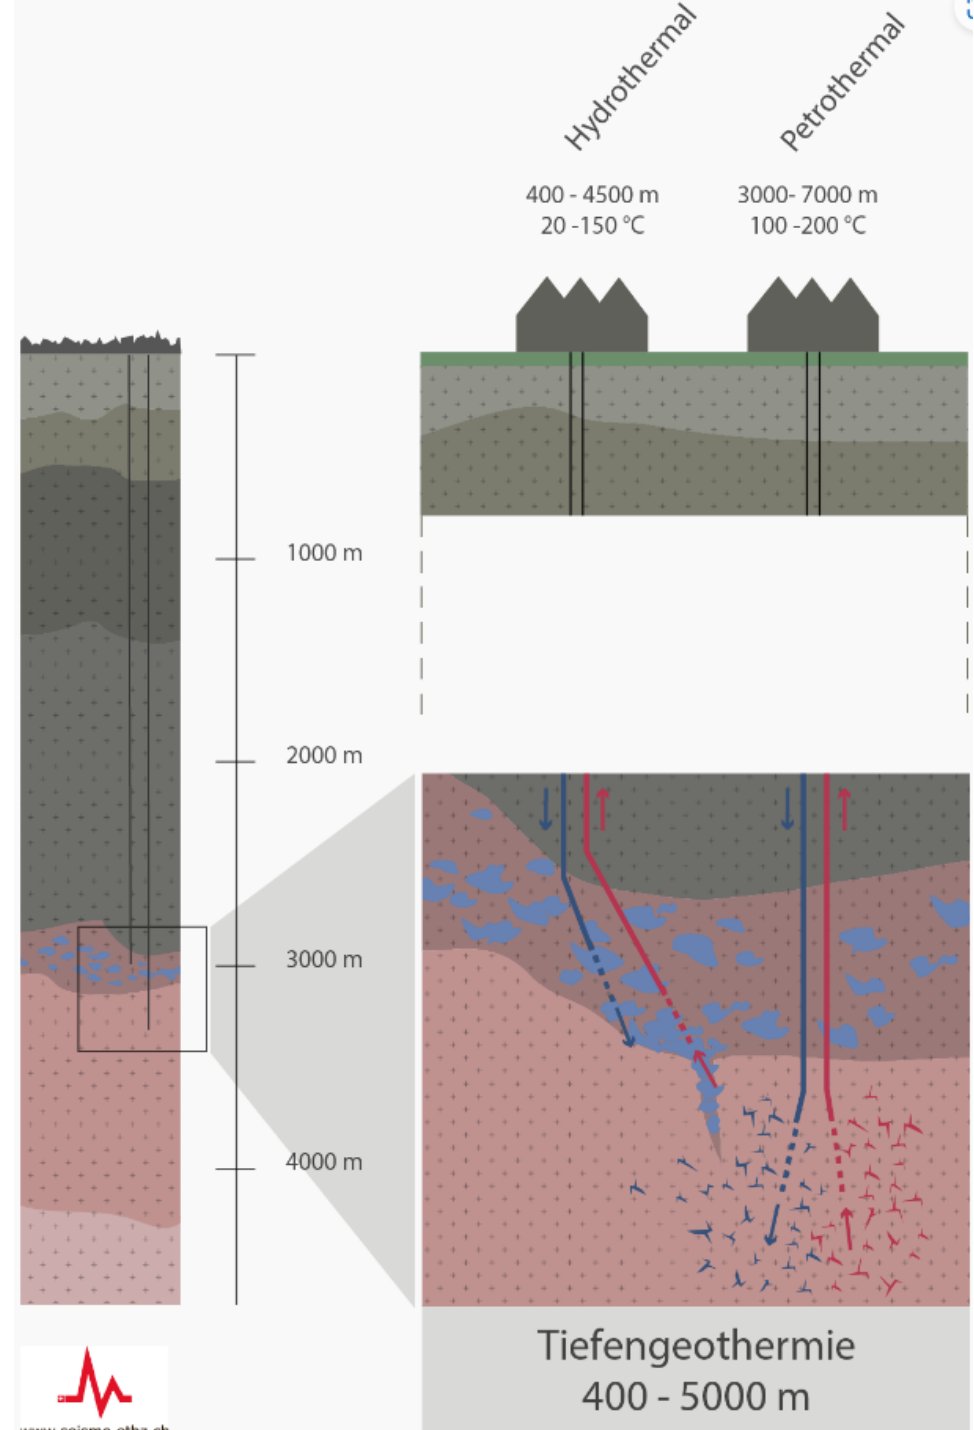 Hydrothermal
Petrothermal
400 - 4500 m
20 -150 °C
3000- 7000 m
100 -200 °C
1000 m
2000 m
3000 m
4000 m
Tiefengeothermie
400 - 5000 m